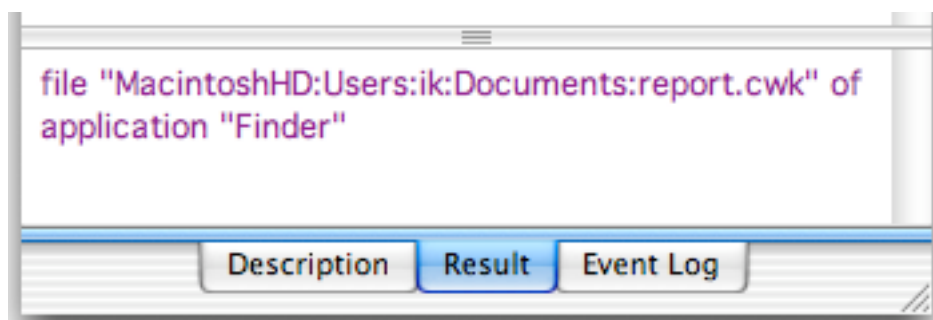 file "MacintoshHD:Users:ik:Documents:report.cwk" of
application "Finder"
Description Result Event Log